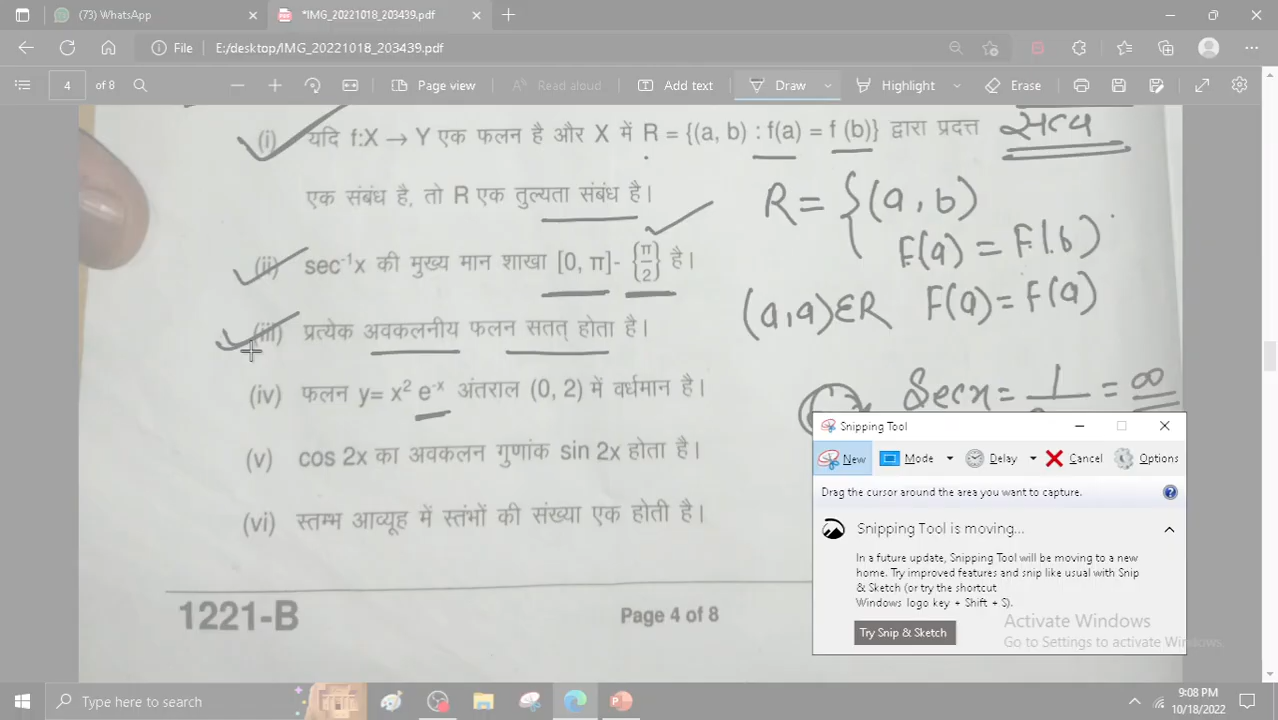 (73) WhatsApp
*IMG_20221018_203439.pdf
File E:/desktop/IMG_20221018_203439.pdf
4 of 8
Page view
Read aloud
Add text
Draw
Highlight
Erase
(i) यदि f:X → Y एक फलन है और X में R = {(a, b) : f(a) = f (b)} द्वारा प्रदत्त
सत्य
एक संबंध है, तो R एक तुल्यता संबंध है।
R = {(a, b)
F(a) = F(b)
(ii) sec⁻¹x की मुख्य मान शाखा [0, π]- {π/2} है।
(a,a)ƐR F(a) = F(a)
(iii) प्रत्येक अवकलनीय फलन सतत् होता है।
(iv) फलन y= x² e⁻ˣ अंतराल (0, 2) में वर्धमान है।
Secx = 1 = ∞
(v) cos 2x का अवकलन गुणांक sin 2x होता है।
(vi) स्तम्भ आव्यूह में स्तंभों की संख्या एक होती है।
1221-B
Page 4 of 8
Snipping Tool
New Mode Delay Cancel Options
Drag the cursor around the area you want to capture.
Snipping Tool is moving...
In a future update, Snipping Tool will be moving to a new
home. Try improved features and snip like usual with Snip
& Sketch (or try the shortcut
Windows logo key + Shift + S).
Try Snip & Sketch
Activate Windows
Go to Settings to activate Windows.
Type here to search
9:08 PM
10/18/2022